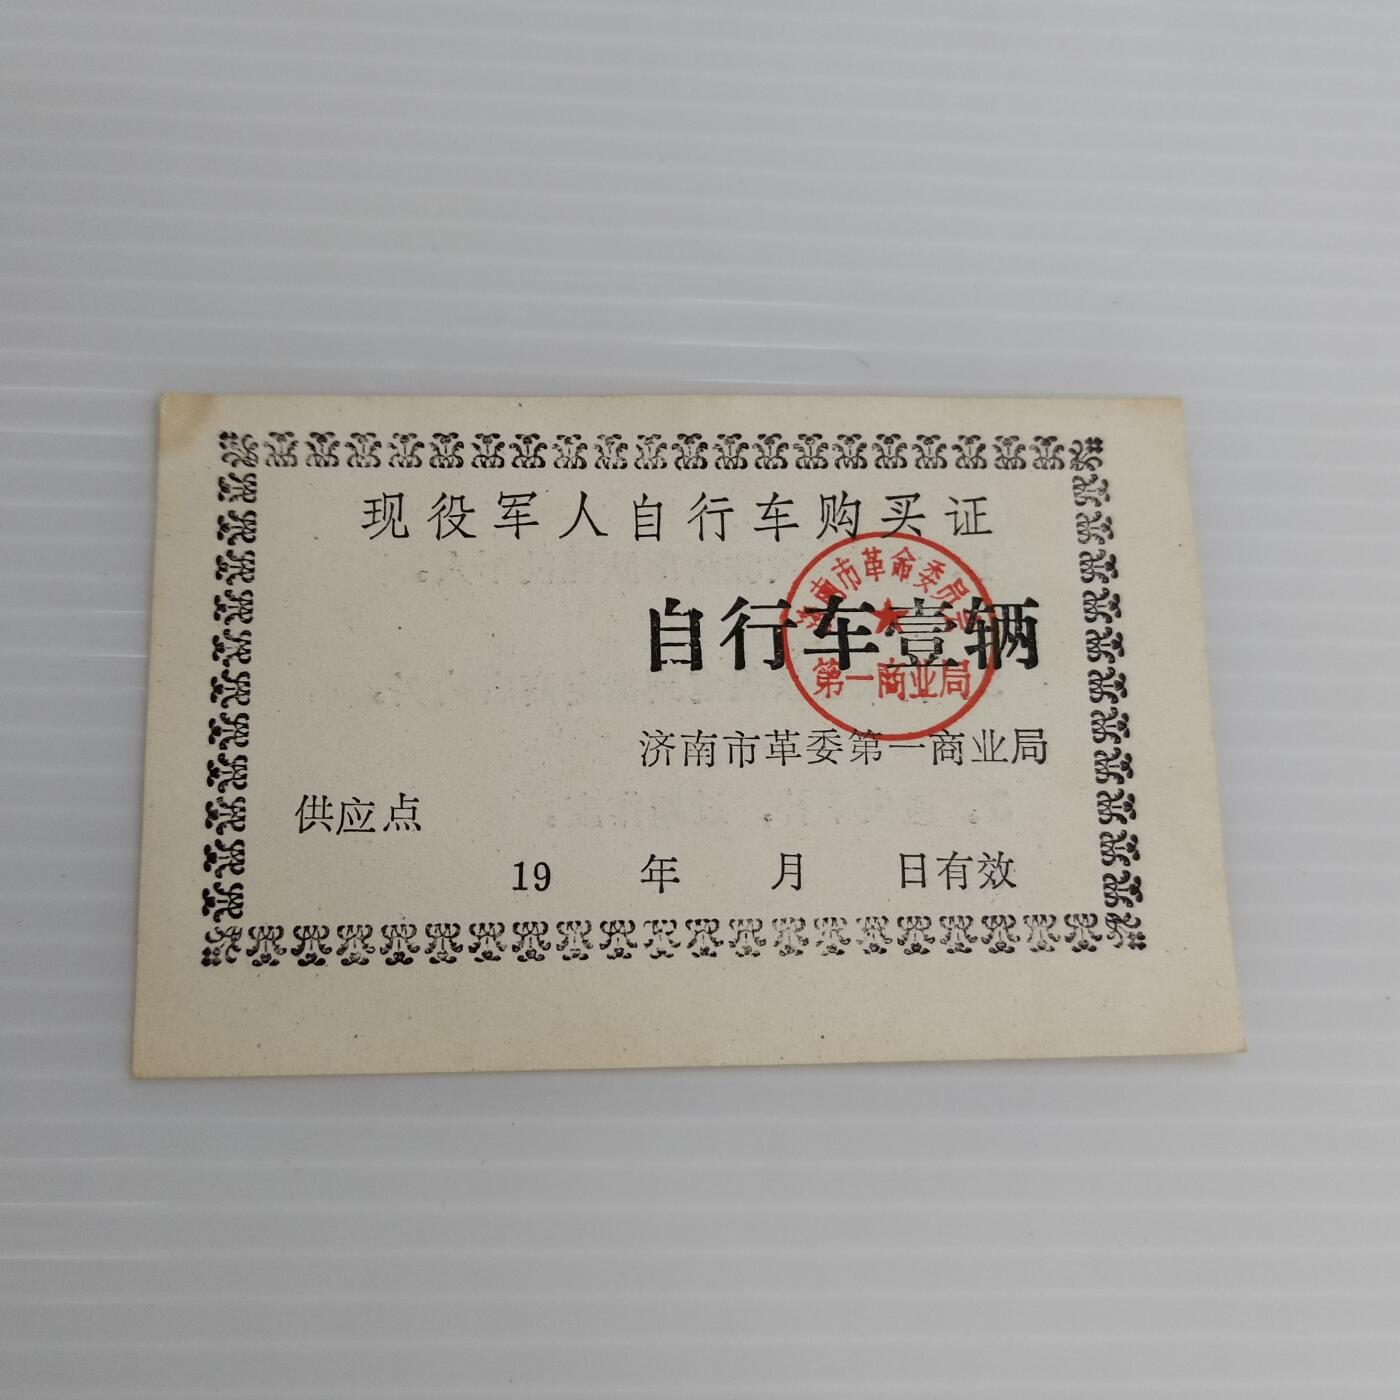 现役军人自行车购买证
自行车壹辆
济南市革命委员会
第一商业局
济南市革委第一商业局
供应点
19 年 月 日有效